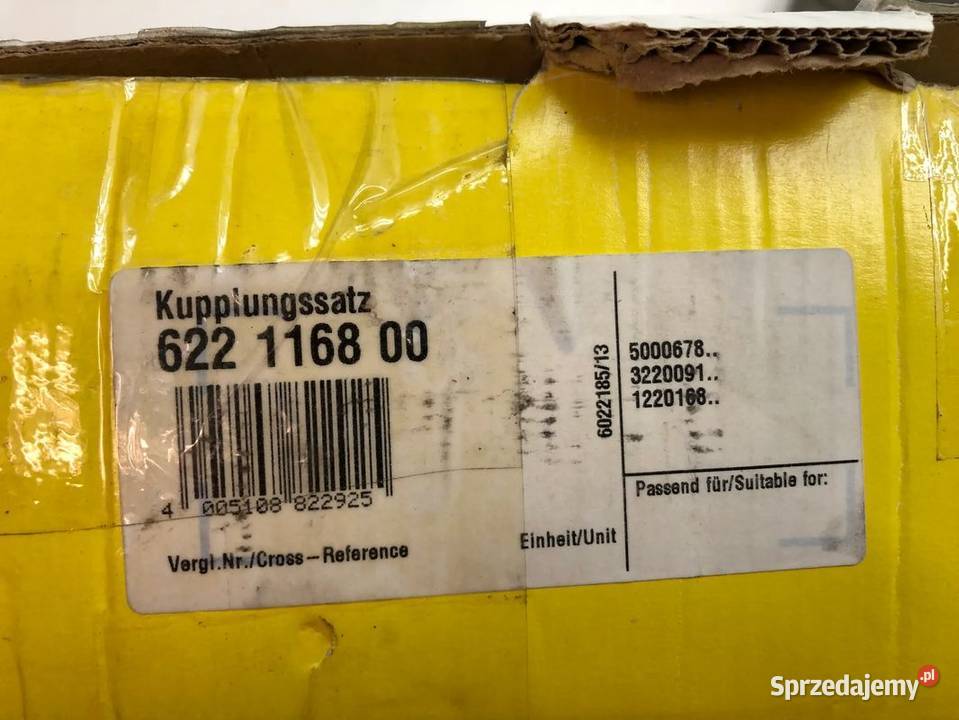 Kupplungssatz
622 1168 00
4 005108 822925
Vergl.Nr./Cross–Reference
Einheit/Unit
6022185/13
5000678..
3220091..
1220168..
Passend für/Suitable for:
Sprzedajemy.pl